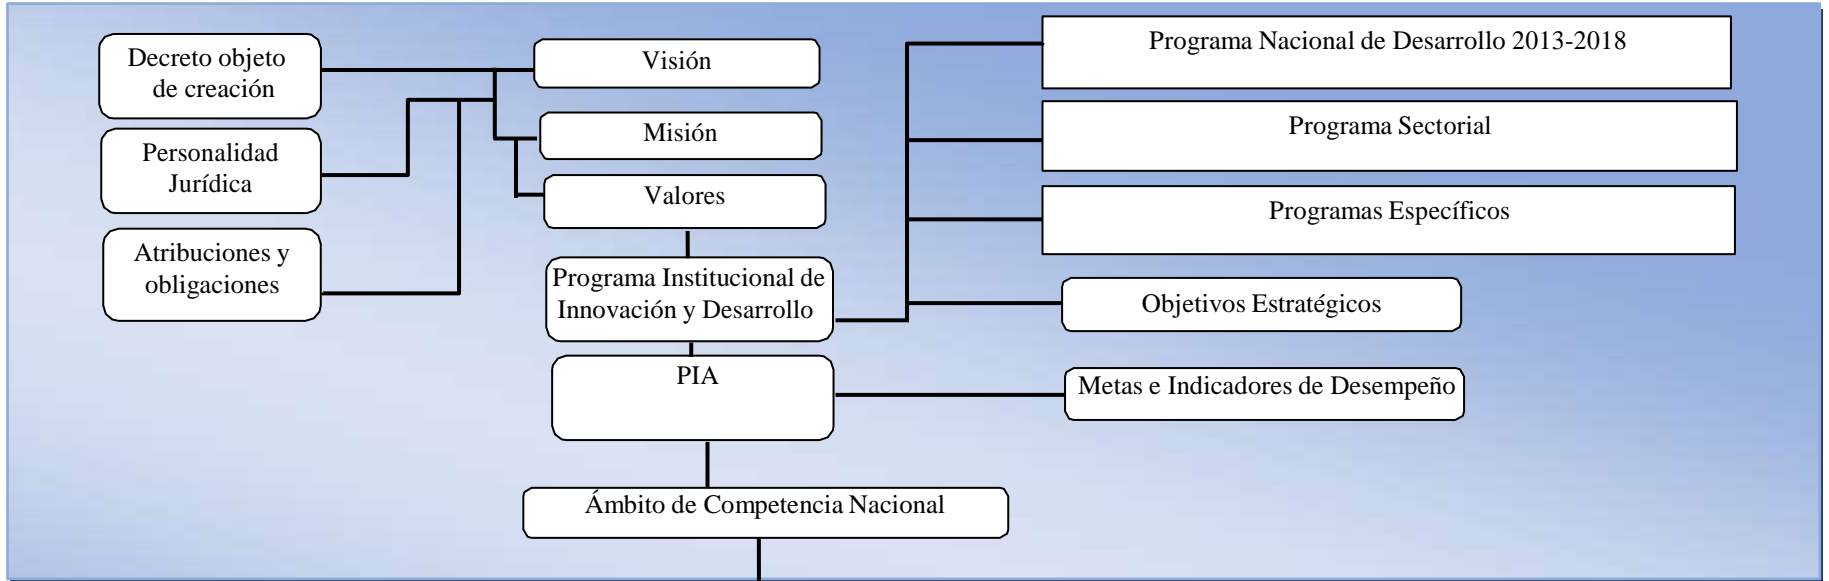 Decreto objeto
de creación
Personalidad
Jurídica
Atribuciones y
obligaciones
Visión
Misión
Valores
Programa Institucional de
Innovación y Desarrollo
PIA
Ámbito de Competencia Nacional
Programa Nacional de Desarrollo 2013-2018
Programa Sectorial
Programas Específicos
Objetivos Estratégicos
Metas e Indicadores de Desempeño